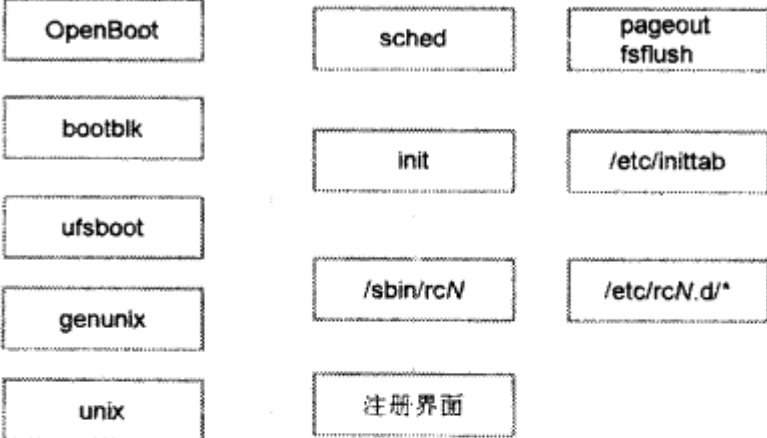 OpenBoot
bootblk
ufsboot
genunix
unix
sched
pageout
fsflush
init
/etc/inittab
/sbin/rcN
/etc/rcN.d/*
注册界面